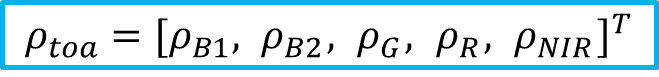 ρ_toa = [ρ_B1, ρ_B2, ρ_G, ρ_R, ρ_NIR]^T